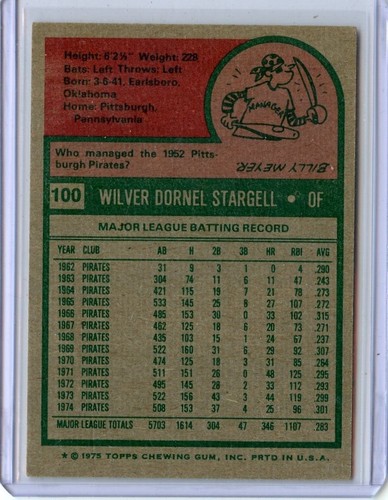 Height: 6'2½" Weight: 228
Bats: Left Throws: Left
Born: 3-6-41, Earlsboro,
Oklahoma
Home: Pittsburgh,
Pennsylvania
MANAGER
BILLY MEYER
Who managed the 1952 Pitts-
burgh Pirates?
100 WILVER DORNEL STARGELL • OF
MAJOR LEAGUE BATTING RECORD
YEAR CLUB AB H 2B 3B HR RBI AVG
1962 PIRATES 31 9 3 1 0 4 .290
1963 PIRATES 304 74 11 6 11 47 .243
1964 PIRATES 421 115 19 7 21 78 .273
1965 PIRATES 533 145 25 8 27 107 .272
1966 PIRATES 485 153 30 0 33 102 .315
1967 PIRATES 462 125 18 6 20 73 .271
1968 PIRATES 435 103 15 1 24 67 .237
1969 PIRATES 522 160 31 6 29 92 .307
1970 PIRATES 474 125 18 3 31 85 .264
1971 PIRATES 511 151 26 0 48 125 .295
1972 PIRATES 495 145 28 2 33 112 .293
1973 PIRATES 522 156 43 3 44 119 .299
1974 PIRATES 508 153 37 4 25 96 .301
MAJOR LEAGUE TOTALS 5703 1614 304 47 346 1107 .283
★ © 1975 TOPPS CHEWING GUM, INC. PRTD IN U.S.A.